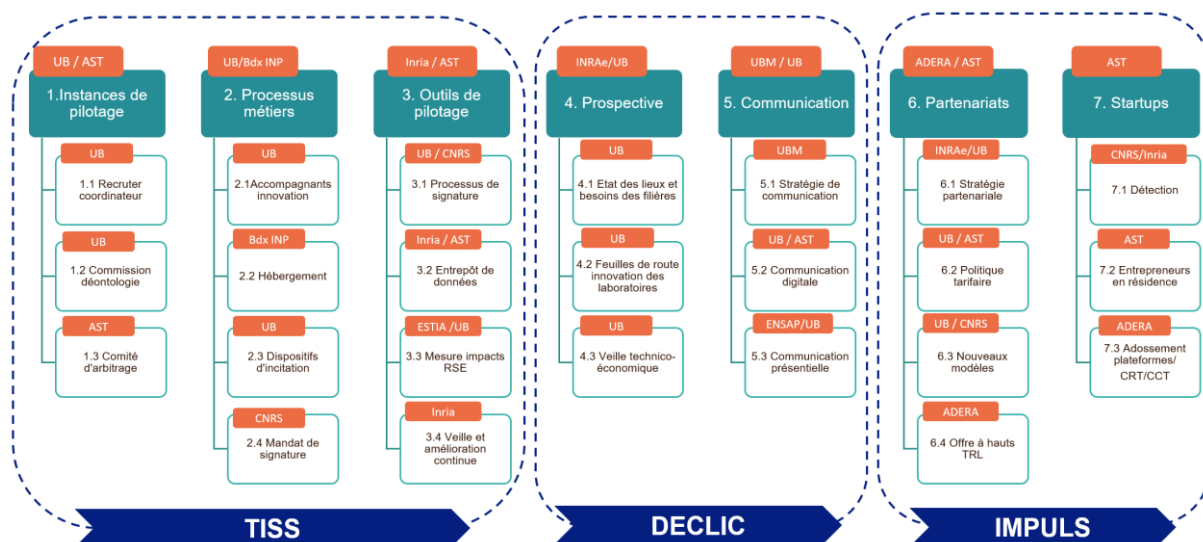 UB / AST
1.Instances de
pilotage
UB
1.1 Recruter
coordinateur
UB
1.2 Commission
déontologie
AST
1.3 Comité
d'arbitrage
UB/Bdx INP
2. Processus
métiers
UB
2.1Accompagnants
innovation
Bdx INP
2.2 Hébergement
UB
2.3 Dispositifs
d'incitation
CNRS
2.4 Mandat de
signature
Inria / AST
3. Outils de
pilotage
UB / CNRS
3.1 Processus de
signature
Inria / AST
3.2 Entrepôt de
données
ESTIA /UB
3.3 Mesure impacts
RSE
Inria
3.4 Veille et
amélioration
continue
TISS
INRAe/UB
4. Prospective
UB
4.1 Etat des lieux et
besoins des filières
UB
4.2 Feuilles de route
innovation des
laboratoires
UB
4.3 Veille technico-
économique
UBM / UB
5. Communication
UBM
5.1 Stratégie de
communication
UB / AST
5.2 Communication
digitale
ENSAP/UB
5.3 Communication
présentielle
DECLIC
ADERA / AST
6. Partenariats
INRAe/UB
6.1 Stratégie
partenariale
UB / AST
6.2 Politique
tarifaire
UB / CNRS
6.3 Nouveaux
modèles
ADERA
6.4 Offre à hauts
TRL
AST
7. Startups
CNRS/Inria
7.1 Détection
AST
7.2 Entrepreneurs
en résidence
ADERA
7.3 Adossement
plateformes/
CRT/CCT
IMPULS